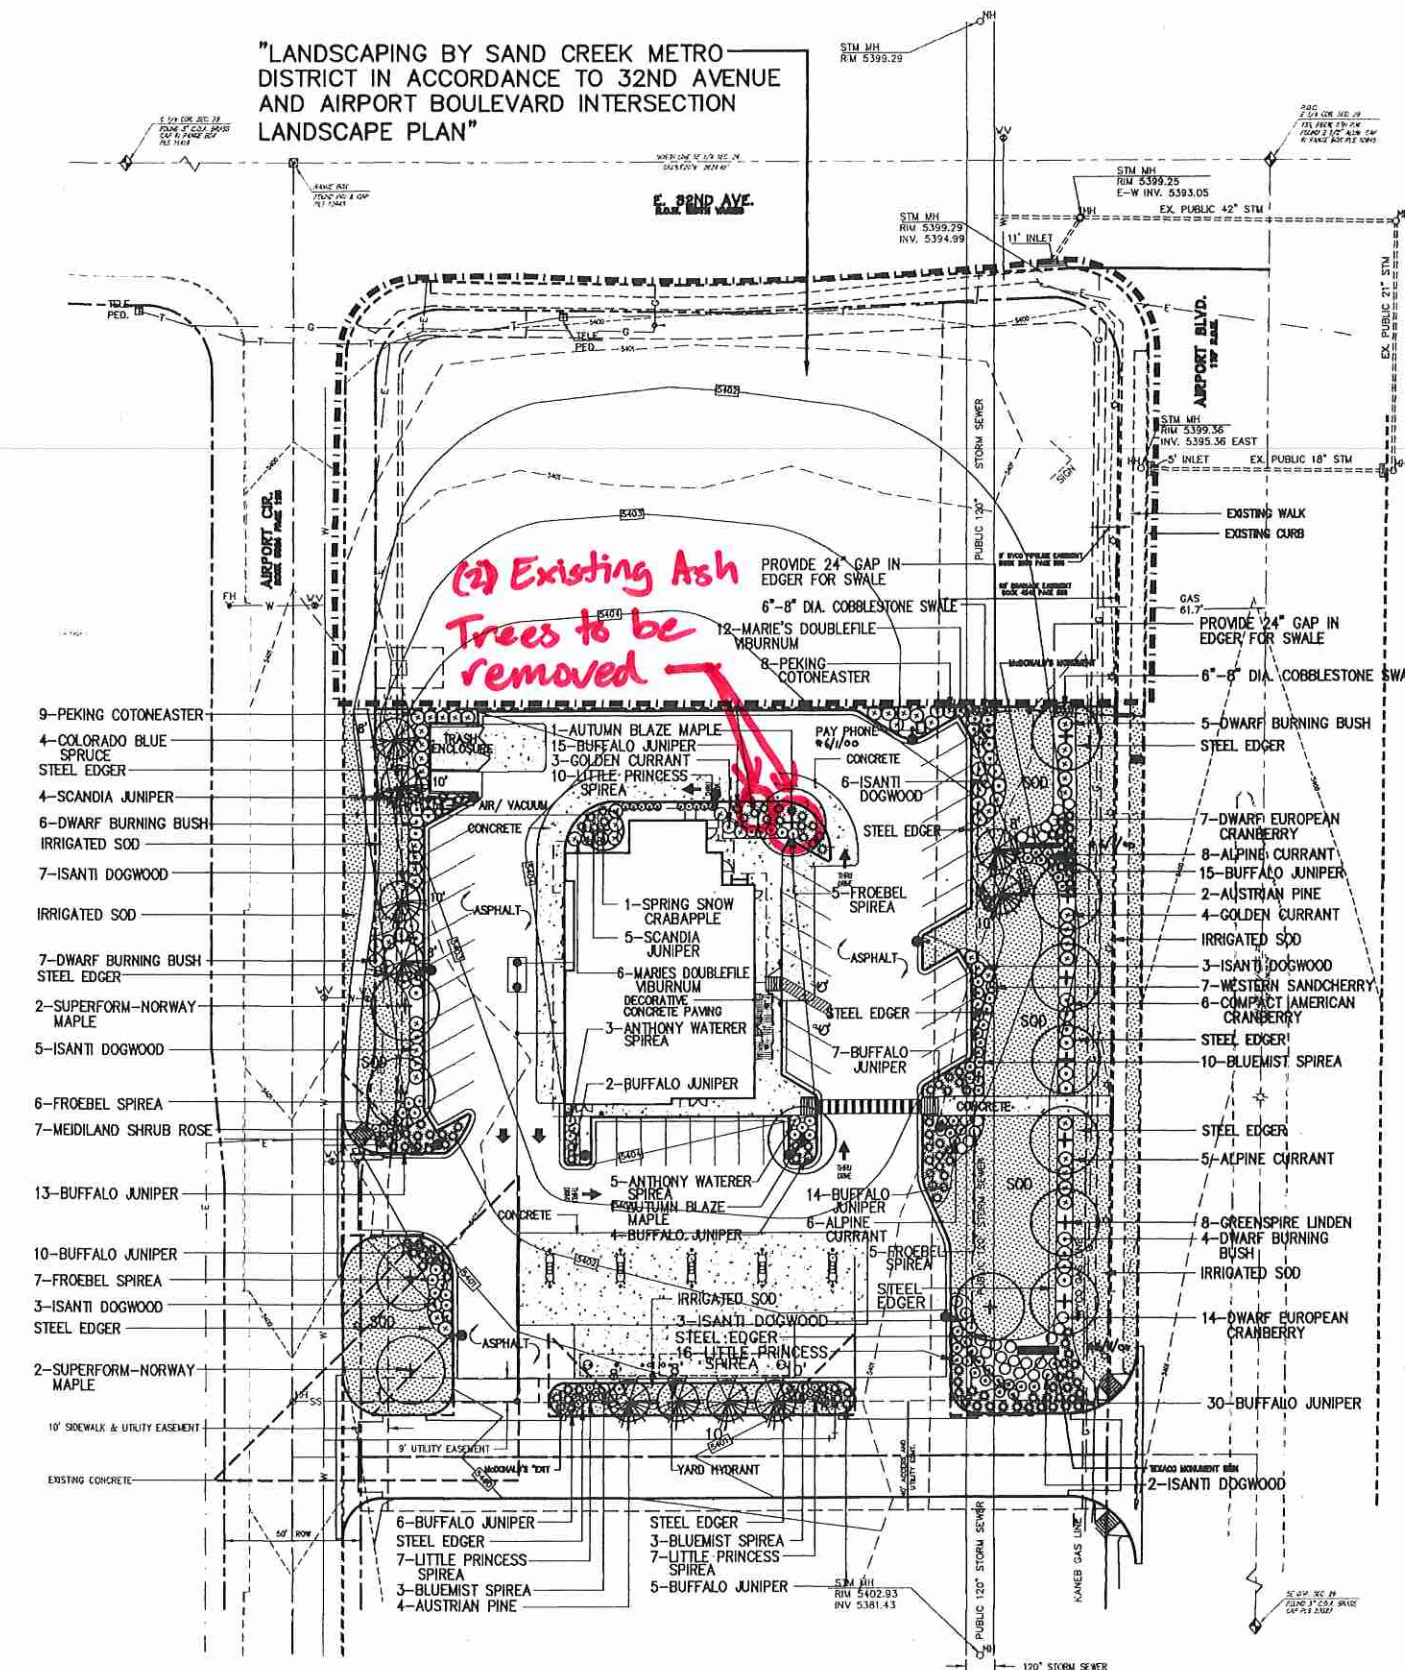 "LANDSCAPING BY SAND CREEK METRO
DISTRICT IN ACCORDANCE TO 32ND AVENUE
AND AIRPORT BOULEVARD INTERSECTION
LANDSCAPE PLAN"
MH
STM MH
RIM 5399.29
WV
E. 32ND AVE.
STM MH
RIM 5399.25
E-W INV. 5393.05
MH
EX. PUBLIC 42" STM
STM MH
RIM 5399.29
INV. 5394.99
11' INLET
EX. PUBLIC 21" STM
TELE.
PED.
TELE.
PED.
5402
AIRPORT BLVD.
STM MH
RIM 5399.36
INV. 5395.36 EAST
5' INLET
EX. PUBLIC 18" STM
PUBLIC 120" STORM SEWER
SIGN
5403
EXISTING WALK
EXISTING CURB
AIRPORT CIR.
(2) Existing Ash
Trees to be
removed
PROVIDE 24" GAP IN
EDGER FOR SWALE
6"-8" DIA. COBBLESTONE SWALE
12-MARIE'S DOUBLEFILE
VIBURNUM
8-PEKING
COTONEASTER
FH
W
WV
5404
GAS
61.7'
PROVIDE 24" GAP IN
EDGER FOR SWALE
McDONALD'S MONUMENT
6"-8" DIA. COBBLESTONE SWA
9-PEKING COTONEASTER
4-COLORADO BLUE
SPRUCE
STEEL EDGER
4-SCANDIA JUNIPER
6-DWARF BURNING BUSH
IRRIGATED SOD
7-ISANTI DOGWOOD
IRRIGATED SOD
7-DWARF BURNING BUSH
STEEL EDGER
2-SUPERFORM-NORWAY
MAPLE
5-ISANTI DOGWOOD
6-FROEBEL SPIREA
7-MEIDILAND SHRUB ROSE
13-BUFFALO JUNIPER
10-BUFFALO JUNIPER
7-FROEBEL SPIREA
3-ISANTI DOGWOOD
STEEL EDGER
2-SUPERFORM-NORWAY
MAPLE
10' SIDEWALK & UTILITY EASEMENT
EXISTING CONCRETE
TRASH
ENCLOSURE
10'
AIR/ VACUUM
CONCRETE
1-AUTUMN BLAZE MAPLE
15-BUFFALO JUNIPER
3-GOLDEN CURRANT
10-LITTLE PRINCESS
SPIREA
PAY PHONE
CONCRETE
6-ISANTI
DOGWOOD
STEEL EDGER
5-FROEBEL
SPIREA
ASPHALT
1-SPRING SNOW
CRABAPPLE
5-SCANDIA
JUNIPER
6-MARIES DOUBLEFILE
VIBURNUM
DECORATIVE
CONCRETE PAVING
3-ANTHONY WATERER
SPIREA
2-BUFFALO JUNIPER
ASPHALT
STEEL EDGER
7-BUFFALO
JUNIPER
CONCRETE
SOD
SOD
SOD
SOD
SOD
5-DWARF BURNING BUSH
STEEL EDGER
7-DWARF EUROPEAN
CRANBERRY
8-ALPINE CURRANT
15-BUFFALO JUNIPER
2-AUSTRIAN PINE
4-GOLDEN CURRANT
IRRIGATED SOD
3-ISANTI DOGWOOD
7-WESTERN SANDCHERRY
6-COMPACT AMERICAN
CRANBERRY
STEEL EDGER
10-BLUEMIST SPIREA
STEEL EDGER
5-ALPINE CURRANT
8-GREENSPIRE LINDEN
4-DWARF BURNING
BUSH
IRRIGATED SOD
14-DWARF EUROPEAN
CRANBERRY
30-BUFFALO JUNIPER
5404
5-ANTHONY WATERER
SPIREA
1-AUTUMN BLAZE
MAPLE
4-BUFFALO JUNIPER
14-BUFFALO
JUNIPER
6-ALPINE
CURRANT
5-FROEBEL
SPIREA
STEEL
EDGER
CONCRETE
IRRIGATED SOD
3-ISANTI DOGWOOD
STEEL EDGER
16-LITTLE PRINCESS
SPIREA
ASPHALT
9' UTILITY EASEMENT
YARD HYDRANT
2-ISANTI DOGWOOD
6-BUFFALO JUNIPER
STEEL EDGER
7-LITTLE PRINCESS
SPIREA
3-BLUEMIST SPIREA
4-AUSTRIAN PINE
STEEL EDGER
3-BLUEMIST SPIREA
7-LITTLE PRINCESS
SPIREA
5-BUFFALO JUNIPER
50' ROW
STM MH
RIM 5402.93
INV 5381.43
PUBLIC 120" STORM SEWER
KANEB GAS LINE
MH
120" STORM SEWER